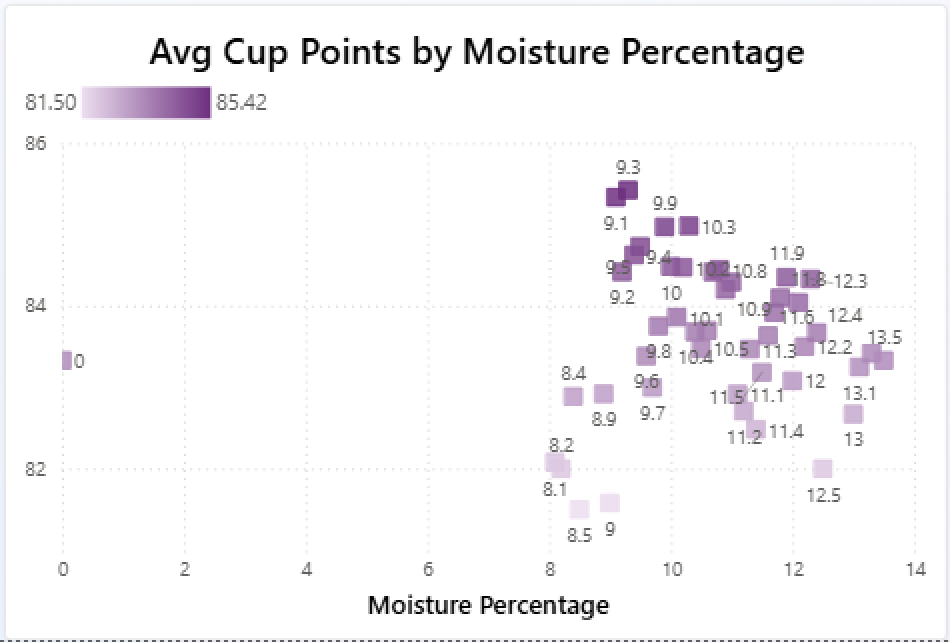 Avg Cup Points by Moisture Percentage
81.50 85.42
86
9.3
9.1
9.9
10.3
9.5 9.4 10.2 10.8 11.9
9.2 10 11.8 12.3
84
10.9 11.6 12.4
10.1
9.8 10.4 10.5 11.3 12.2 13.5
0
8.4 9.6 11.5 11.1 12 13.1
8.9 9.7
11.2 11.4 13
8.2
82
8.1 12.5
8.5 9
0 2 4 6 8 10 12 14
Moisture Percentage